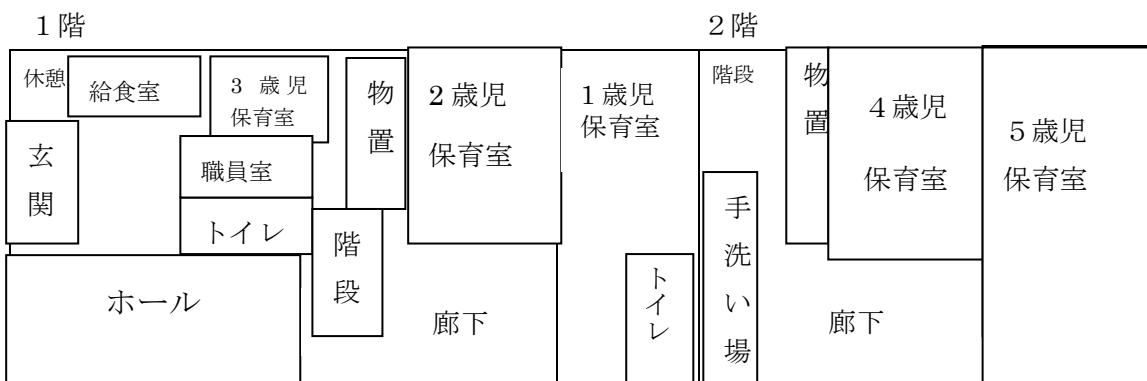 １階
２階
休憩
給食室
３歳児
保育室
物置
２歳児
保育室
１歳児
保育室
階段
物置
４歳児
保育室
５歳児
保育室
玄関
職員室
トイレ
階段
手洗い場
ホール
廊下
トイレ
廊下